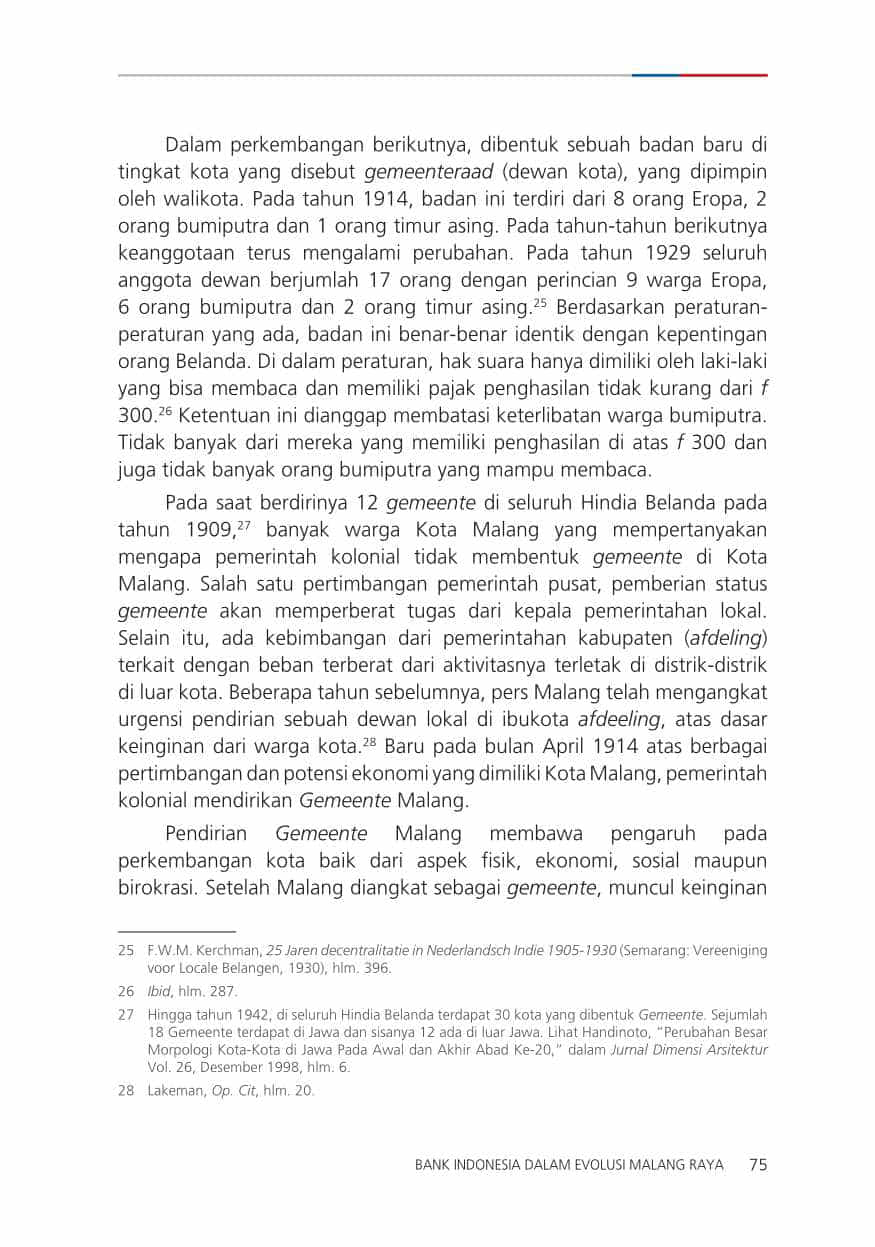 Dalam perkembangan berikutnya, dibentuk sebuah badan baru di
tingkat kota yang disebut gemeenteraad (dewan kota), yang dipimpin
oleh walikota. Pada tahun 1914, badan ini terdiri dari 8 orang Eropa, 2
orang bumiputra dan 1 orang timur asing. Pada tahun-tahun berikutnya
keanggotaan terus mengalami perubahan. Pada tahun 1929 seluruh
anggota dewan berjumlah 17 orang dengan perincian 9 warga Eropa,
6 orang bumiputra dan 2 orang timur asing.25 Berdasarkan peraturan-
peraturan yang ada, badan ini benar-benar identik dengan kepentingan
orang Belanda. Di dalam peraturan, hak suara hanya dimiliki oleh laki-laki
yang bisa membaca dan memiliki pajak penghasilan tidak kurang dari f
300.26 Ketentuan ini dianggap membatasi keterlibatan warga bumiputra.
Tidak banyak dari mereka yang memiliki penghasilan di atas f 300 dan
juga tidak banyak orang bumiputra yang mampu membaca.
Pada saat berdirinya 12 gemeente di seluruh Hindia Belanda pada
tahun 1909,27 banyak warga Kota Malang yang mempertanyakan
mengapa pemerintah kolonial tidak membentuk gemeente di Kota
Malang. Salah satu pertimbangan pemerintah pusat, pemberian status
gemeente akan memperberat tugas dari kepala pemerintahan lokal.
Selain itu, ada kebimbangan dari pemerintahan kabupaten (afdeling)
terkait dengan beban terberat dari aktivitasnya terletak di distrik-distrik
di luar kota. Beberapa tahun sebelumnya, pers Malang telah mengangkat
urgensi pendirian sebuah dewan lokal di ibukota afdeeling, atas dasar
keinginan dari warga kota.28 Baru pada bulan April 1914 atas berbagai
pertimbangan dan potensi ekonomi yang dimiliki Kota Malang, pemerintah
kolonial mendirikan Gemeente Malang.
Pendirian Gemeente Malang membawa pengaruh pada
perkembangan kota baik dari aspek fisik, ekonomi, sosial maupun
birokrasi. Setelah Malang diangkat sebagai gemeente, muncul keinginan
25 F.W.M. Kerchman, 25 Jaren decentralitatie in Nederlandsch Indie 1905-1930 (Semarang: Vereeniging
voor Locale Belangen, 1930), hlm. 396.
26 Ibid, hlm. 287.
27 Hingga tahun 1942, di seluruh Hindia Belanda terdapat 30 kota yang dibentuk Gemeente. Sejumlah
18 Gemeente terdapat di Jawa dan sisanya 12 ada di luar Jawa. Lihat Handinoto, “Perubahan Besar
Morpologi Kota-Kota di Jawa Pada Awal dan Akhir Abad Ke-20,” dalam Jurnal Dimensi Arsitektur
Vol. 26, Desember 1998, hlm. 6.
28 Lakeman, Op. Cit, hlm. 20.
BANK INDONESIA DALAM EVOLUSI MALANG RAYA 75